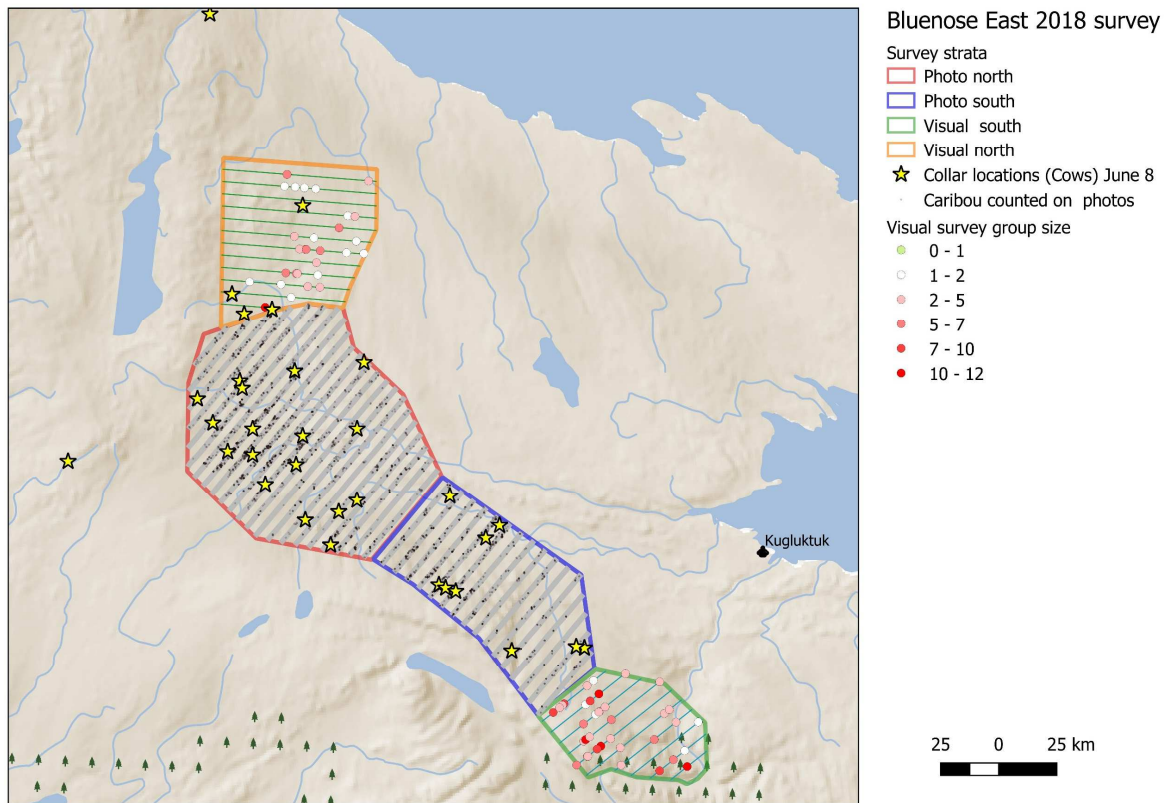 Bluenose East 2018 survey
Survey strata
Photo north
Photo south
Visual south
Visual north
Collar locations (Cows) June 8
Caribou counted on photos
Visual survey group size
0 - 1
1 - 2
2 - 5
5 - 7
7 - 10
10 - 12
Kugluktuk
25 0 25 km